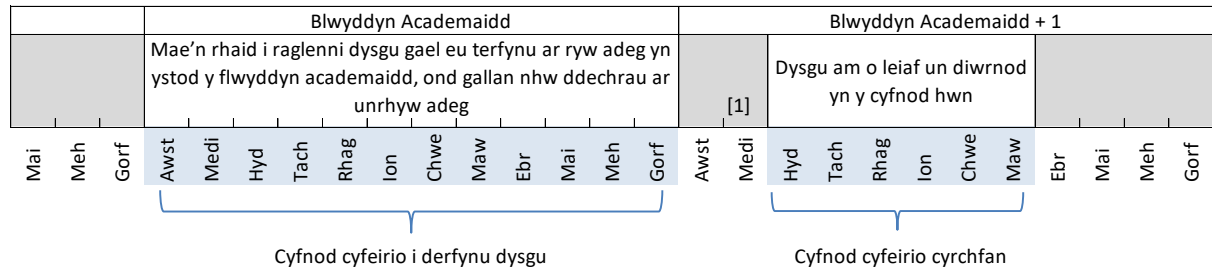 Blwyddyn Academaidd
Blwyddyn Academaidd + 1
Mae'n rhaid i raglenni dysgu gael eu terfynu ar ryw adeg yn
ystod y flwyddyn academaidd, ond gallan nhw ddechrau ar
unrhyw adeg
[1]
Dysgu am o leiaf un diwrnod
yn y cyfnod hwn
Mai
Meh
Gorf
Awst
Medi
Hyd
Tach
Rhag
Ion
Chwe
Maw
Ebr
Mai
Meh
Gorf
Awst
Medi
Hyd
Tach
Rhag
Ion
Chwe
Maw
Ebr
Mai
Meh
Gorf
Cyfnod cyfeirio i derfynu dysgu
Cyfnod cyfeirio cyrchfan